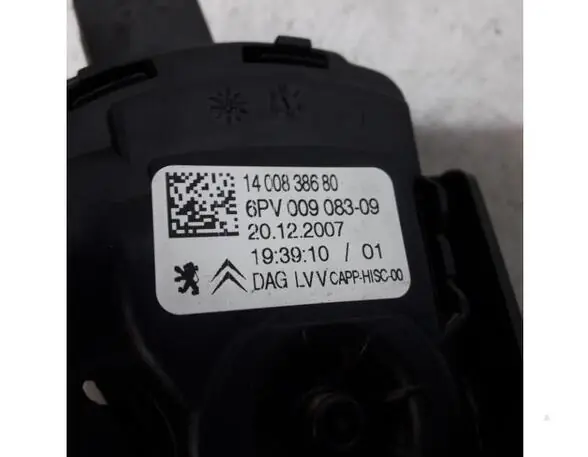 14 008 386 80
6PV 009 083-09
20.12.2007
19:39:10 / 01
DAG LVV CAPP-HISC-00